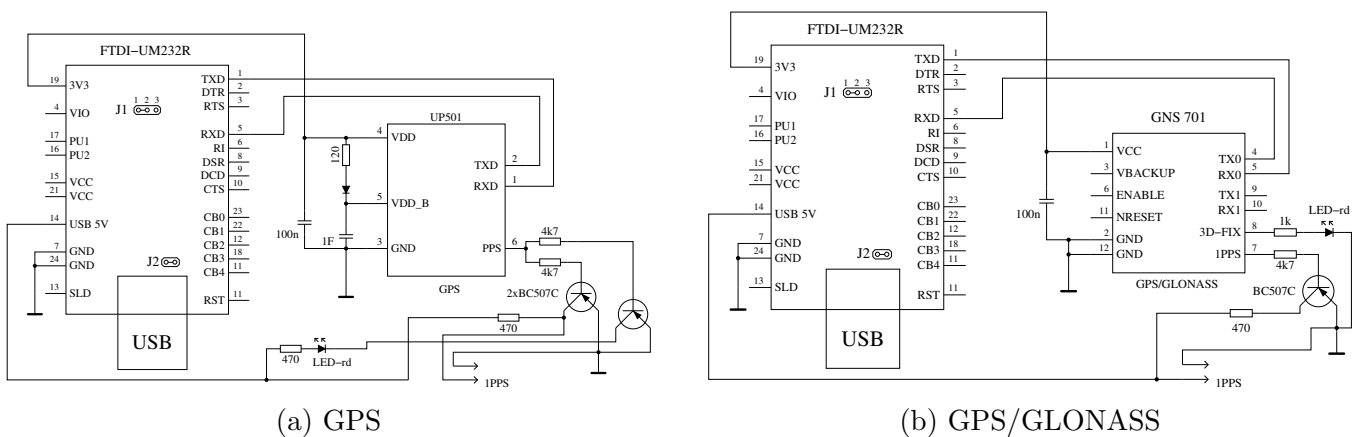 FTDI−UM232R
19 3V3
4 VIO
17 PU1
16 PU2
15 VCC
21 VCC
14 USB 5V
7 GND
24 GND
13 SLD
J1 1 2 3
J2
USB
TXD 1
DTR 2
RTS 3
RXD 5
RI 6
DSR 8
DCD 9
CTS 10
CB0 23
CB1 22
CB2 12
CB3 18
CB4 11
RST 11
100n
120
1F
UP501
4 VDD
5 VDD_B
3 GND
TXD 2
RXD 1
PPS 6
GPS
4k7
4k7
2xBC507C
470
470
LED−rd
1PPS
(a) GPS
FTDI−UM232R
19 3V3
4 VIO
17 PU1
16 PU2
15 VCC
21 VCC
14 USB 5V
7 GND
24 GND
13 SLD
J1 1 2 3
J2
USB
TXD 1
DTR 2
RTS 3
RXD 5
RI 6
DSR 8
DCD 9
CTS 10
CB0 23
CB1 22
CB2 12
CB3 18
CB4 11
RST 11
100n
GNS 701
1 VCC
3 VBACKUP
6 ENABLE
11 NRESET
2 GND
12 GND
TX0 4
RX0 5
TX1 9
RX1 10
3D−FIX 8
1PPS 7
GPS/GLONASS
1k
LED−rd
4k7
BC507C
470
1PPS
(b) GPS/GLONASS